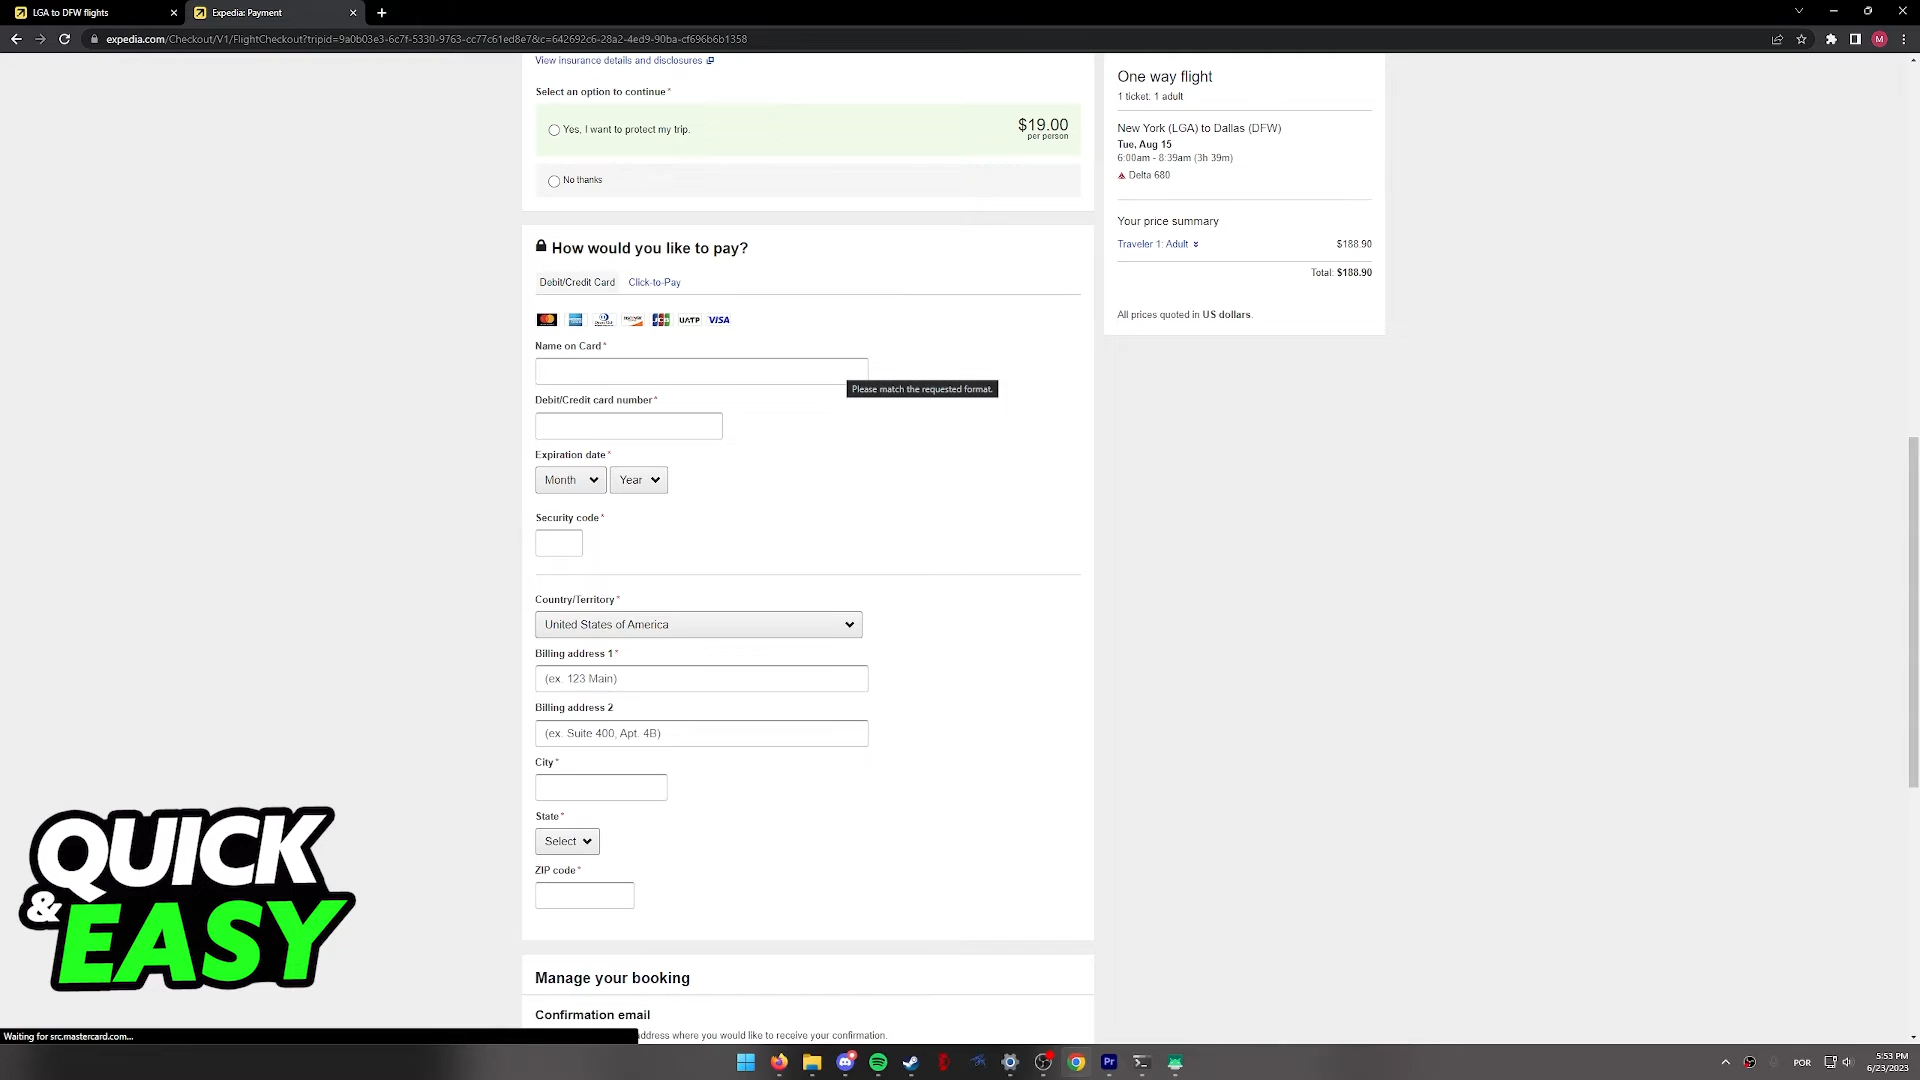 LGA to DFW flights
Expedia: Payment
expedia.com/Checkout/V1/FlightCheckout?tripid=9a0b03e3-6c7f-5330-9763-cc77c61ed8e7&c=642692c6-28a2-4ed9-90ba-cf696b6b1358
M
View insurance details and disclosures
Select an option to continue*
Yes, I want to protect my trip.
$19.00
per person
No thanks
How would you like to pay?
Debit/Credit Card Click-to-Pay
UATP VISA
Name on Card*
Please match the requested format.
Debit/Credit card number*
Expiration date*
Month Year
Security code*
Country/Territory*
United States of America
Billing address 1*
(ex. 123 Main)
Billing address 2
(ex. Suite 400, Apt. 4B)
City*
State*
Select
ZIP code*
Manage your booking
Confirmation email
address where you would like to receive your confirmation.
One way flight
1 ticket: 1 adult
New York (LGA) to Dallas (DFW)
Tue, Aug 15
6:00am - 8:39am (3h 39m)
Delta 680
Your price summary
Traveler 1: Adult $188.90
Total: $188.90
All prices quoted in US dollars.
QUICK
& EASY
Waiting for src.mastercard.com...
Pr
POR
5:53 PM
6/23/2023